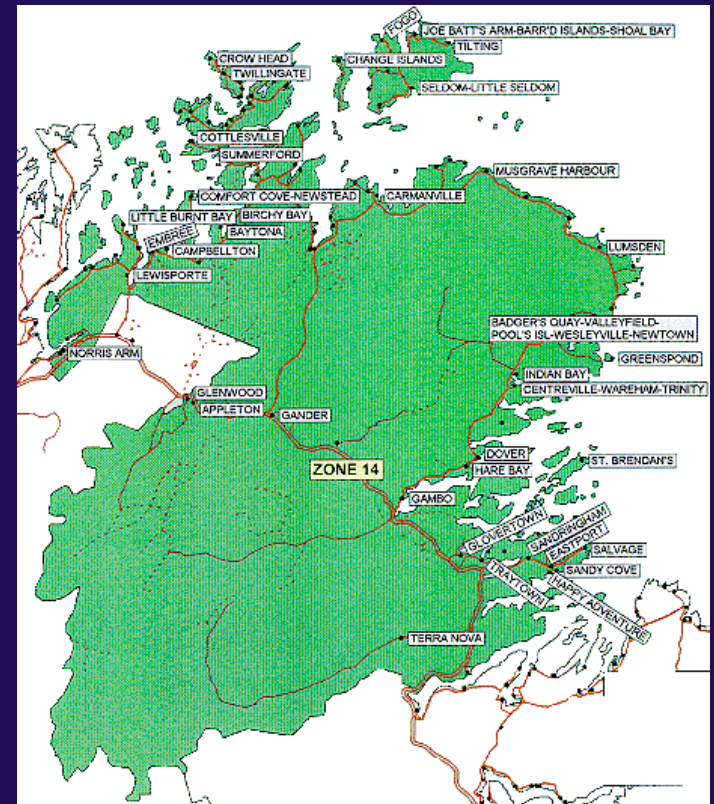 FOGO
JOE BATT'S ARM-BARR'D ISLANDS-SHOAL BAY
TILTING
CROW HEAD
CHANGE ISLANDS
TWILLINGATE
SELDOM-LITTLE SELDOM
COTTLESVILLE
SUMMERFORD
MUSGRAVE HARBOUR
COMFORT COVE-NEWSTEAD
CARMANVILLE
LITTLE BURNT BAY
BIRCHY BAY
BAYTONA
EMBREE
CAMPBELLTON
LUMSDEN
LEWISPORTE
BADGER'S QUAY-VALLEYFIELD-
POOL'S ISL-WESLEYVILLE-NEWTOWN
NORRIS ARM
GREENSPOND
INDIAN BAY
CENTREVILLE-WAREHAM-TRINITY
GLENWOOD
APPLETON
GANDER
DOVER
ST. BRENDAN'S
HARE BAY
ZONE 14
GAMBO
GLOVERTOWN
SANDRINGHAM
EASTPORT
SALVAGE
SANDY COVE
TRAYTOWN
HAPPY ADVENTURE
TERRA NOVA